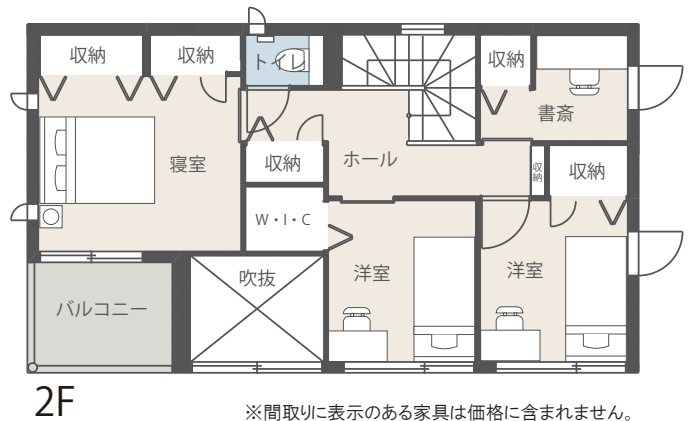 収納
収納
トイレ
収納
書斎
寝室
収納
ホール
収納
収納
W・I・C
吹抜
洋室
洋室
バルコニー
2F
※間取りに表示のある家具は価格に含まれません。